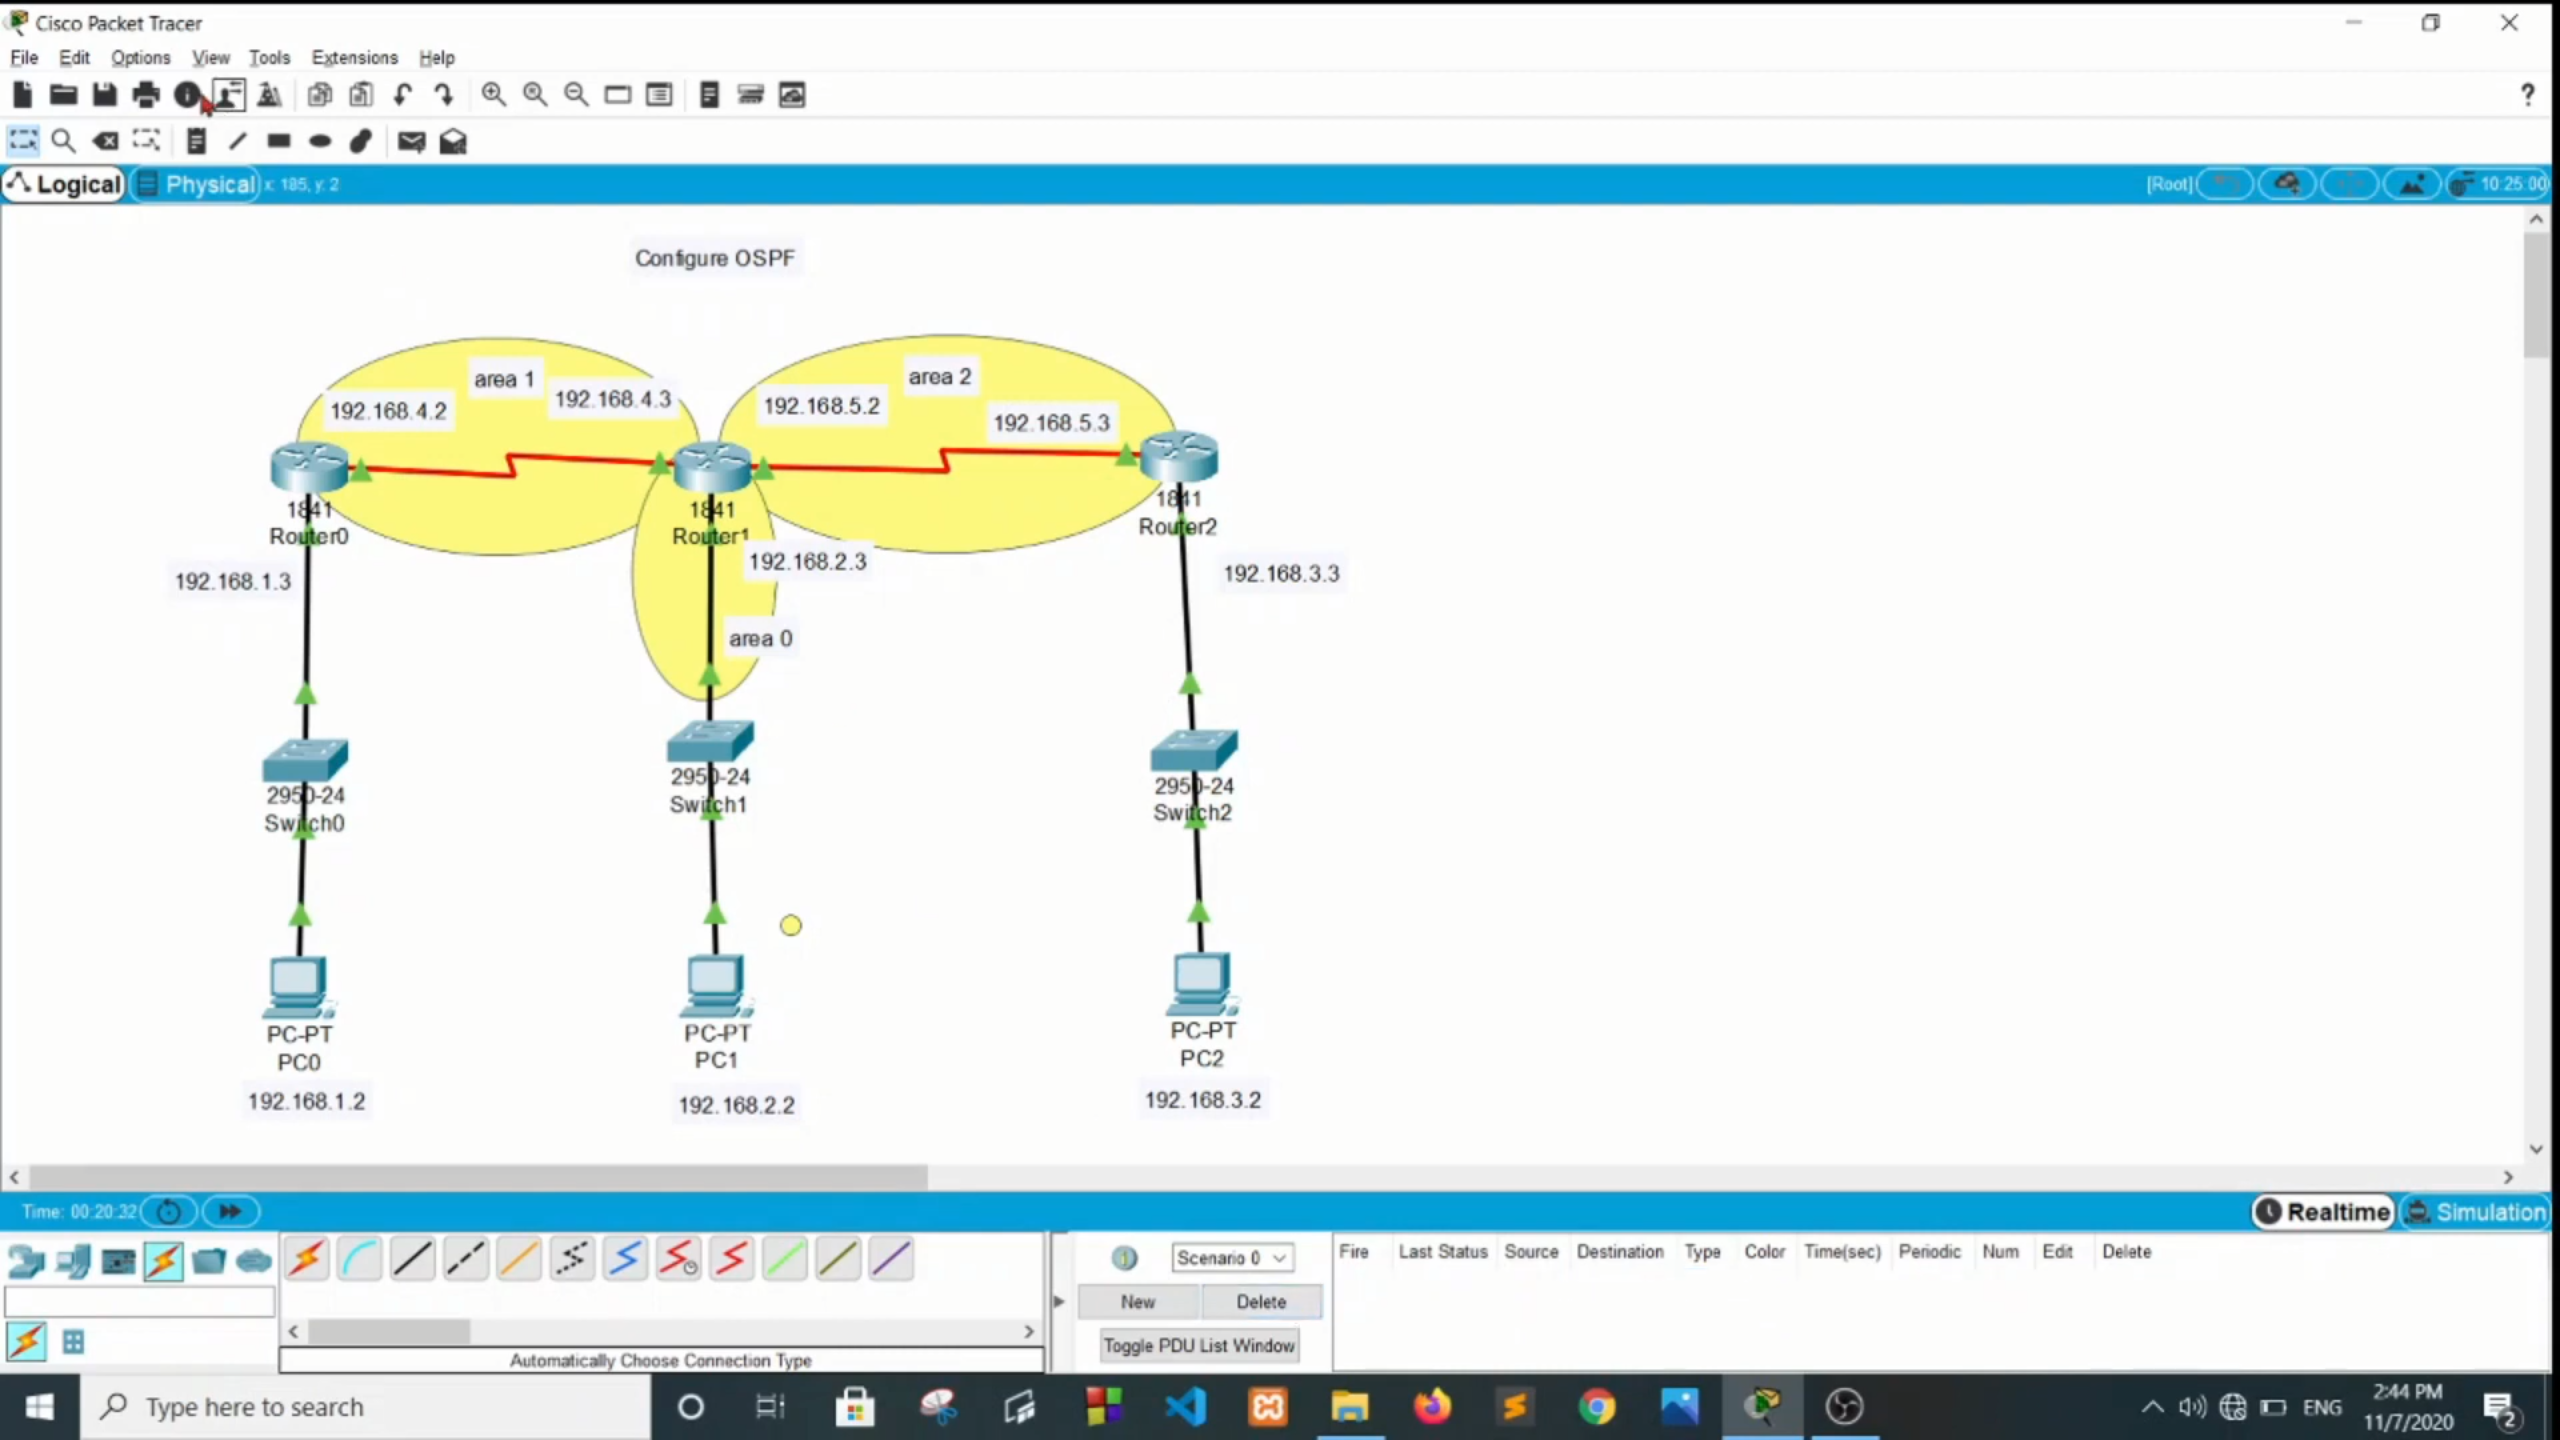 Cisco Packet Tracer
File Edit Options View Tools Extensions Help
?
Logical Physical x: 185, y: 2 [Root] 10:25:00
Configure OSPF
area 1 area 2
192.168.4.2 192.168.4.3 192.168.5.2 192.168.5.3
1841 1841 1841
Router0 Router1 Router2
192.168.1.3 192.168.2.3 192.168.3.3
area 0
2950-24 2950-24 2950-24
Switch0 Switch1 Switch2
PC-PT PC-PT PC-PT
PC0 PC1 PC2
192.168.1.2 192.168.2.2 192.168.3.2
Time: 00:20:32 Realtime Simulation
Scenario 0 Fire Last Status Source Destination Type Color Time(sec) Periodic Num Edit Delete
New Delete
Toggle PDU List Window
Automatically Choose Connection Type
Type here to search ENG 2:44 PM
11/7/2020 2